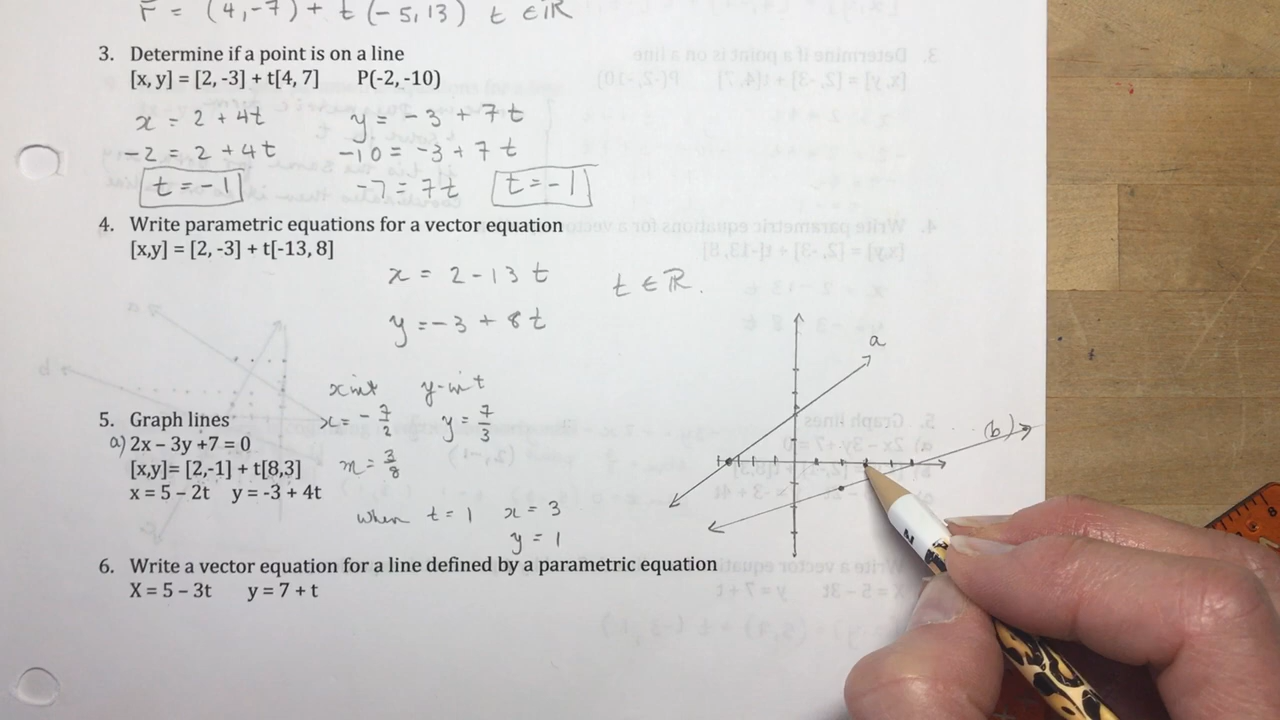 r = (4, -7) + t(-5, 13) t ∈ ℝ
3. Determine if a point is on a line
[x, y] = [2, -3] + t[4, 7] P(-2, -10)
x = 2 + 4t y = -3 + 7t
-2 = 2 + 4t -10 = -3 + 7t
t = -1 -7 = 7t t = -1
4. Write parametric equations for a vector equation
[x,y] = [2, -3] + t[-13, 8]
x = 2 - 13t t ∈ ℝ.
y = -3 + 8t
a
x int y-int
5. Graph lines x = -7/2 y = 7/3
a) 2x – 3y +7 = 0
(b)
[x,y]= [2,-1] + t[8,3] m = 3/8
x = 5 – 2t y = -3 + 4t
when t = 1 x = 3
y = 1
6. Write a vector equation for a line defined by a parametric equation
X = 5 – 3t y = 7 + t